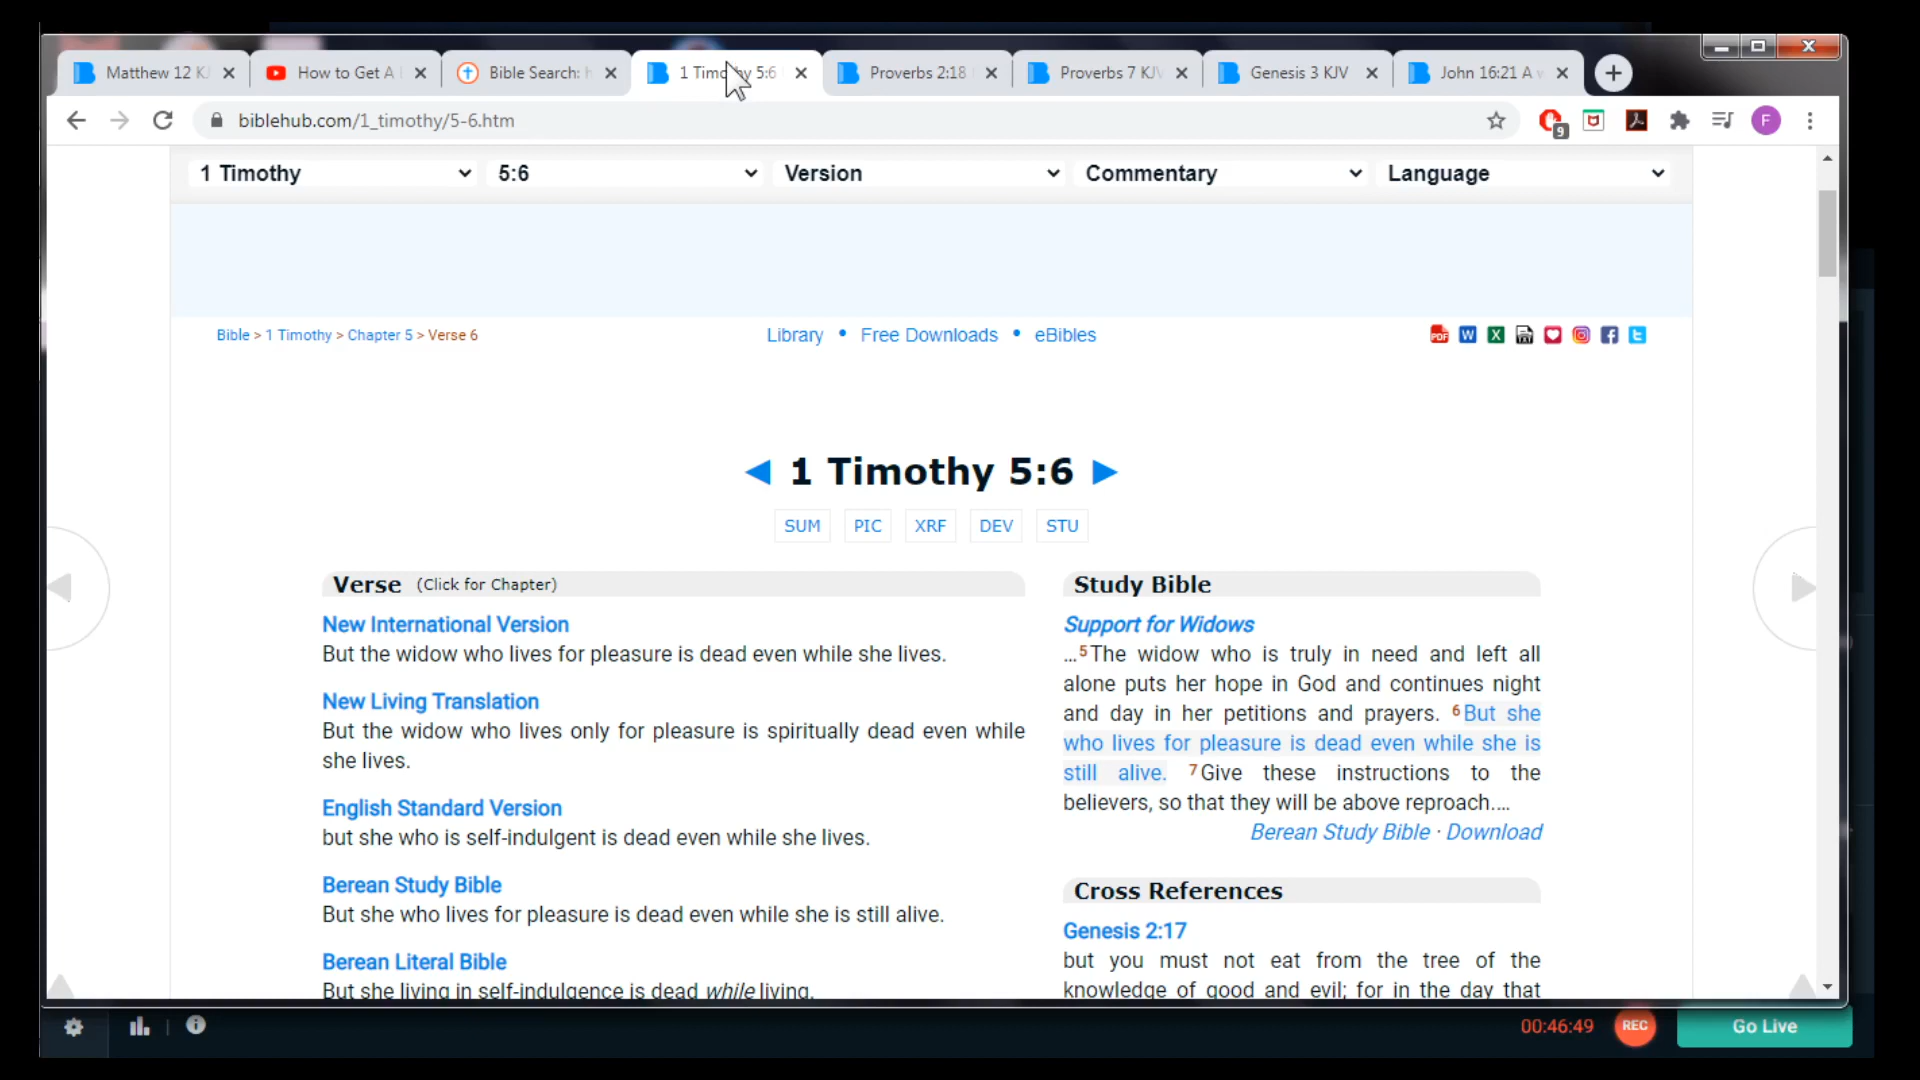 Matthew 12 K
How to Get A
Bible Search: h
1 Timothy 5:6
Proverbs 2:18
Proverbs 7 KJV
Genesis 3 KJV
John 16:21 A w
biblehub.com/1_timothy/5-6.htm
9
F
1 Timothy
5:6
Version
Commentary
Language
Bible > 1 Timothy > Chapter 5 > Verse 6
Library • Free Downloads • eBibles
PDF W X
1 Timothy 5:6
SUM PIC XRF DEV STU
Verse (Click for Chapter)
New International Version
But the widow who lives for pleasure is dead even while she lives.
New Living Translation
But the widow who lives only for pleasure is spiritually dead even while
she lives.
English Standard Version
but she who is self-indulgent is dead even while she lives.
Berean Study Bible
But she who lives for pleasure is dead even while she is still alive.
Berean Literal Bible
But she living in self-indulgence is dead while living.
Study Bible
Support for Widows
…5The widow who is truly in need and left all
alone puts her hope in God and continues night
and day in her petitions and prayers. 6But she
who lives for pleasure is dead even while she is
still alive. 7Give these instructions to the
believers, so that they will be above reproach.…
Berean Study Bible · Download
Cross References
Genesis 2:17
but you must not eat from the tree of the
knowledge of good and evil; for in the day that
00:46:49
REC
Go Live